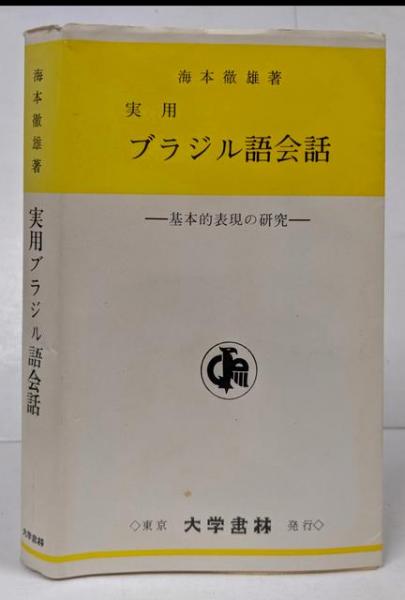 海本徹雄著
実用
ブラジル語会話
―基本的表現の研究―
◇東京 大学書林 発行◇
海本徹雄著
実用ブラジル語会話
大学書林